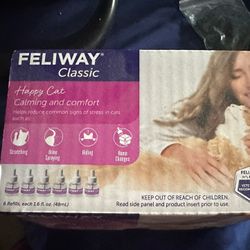 FELIWAY®
Classic
Happy Cat
Calming and comfort
Helps reduce common signs of stress in cats
such as:
Scratching
Urine
Spraying
Hiding
Home
Changes
6 Refills, each 1.6 fl oz. (48mL)
KEEP OUT OF REACH OF CHILDREN.
Read side panel and product insert prior to use.